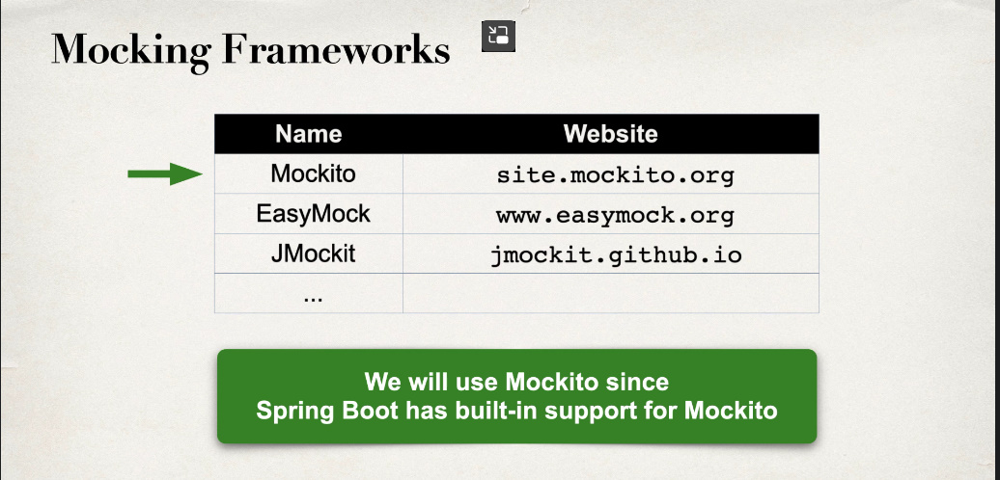 Mocking Frameworks
Name Website
Mockito site.mockito.org
EasyMock www.easymock.org
JMockit jmockit.github.io
...
We will use Mockito since
Spring Boot has built-in support for Mockito